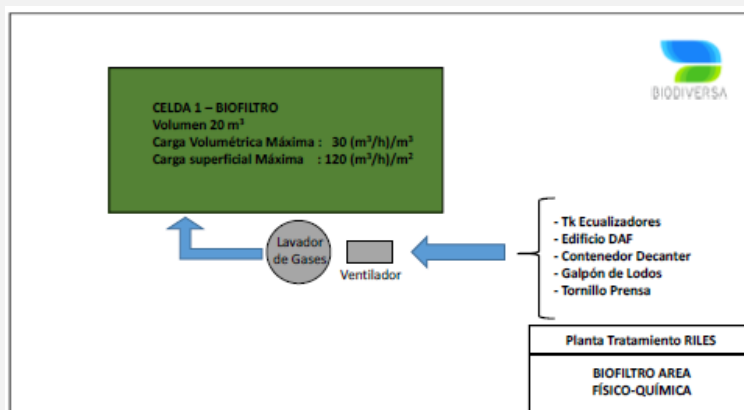 BIODIVERSA
CELDA 1 – BIOFILTRO
Volumen 20 m³
Carga Volumétrica Máxima : 30 (m³/h)/m³
Carga superficial Máxima : 120 (m³/h)/m²
Lavador
de Gases
Ventilador
- Tk Ecualizadores
- Edificio DAF
- Contenedor Decanter
- Galpón de Lodos
- Tornillo Prensa
Planta Tratamiento RILES
BIOFILTRO AREA
FÍSICO-QUÍMICA